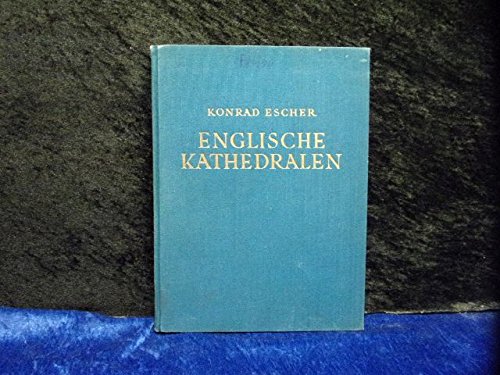 KONRAD ESCHER
ENGLISCHE
KATHEDRALEN